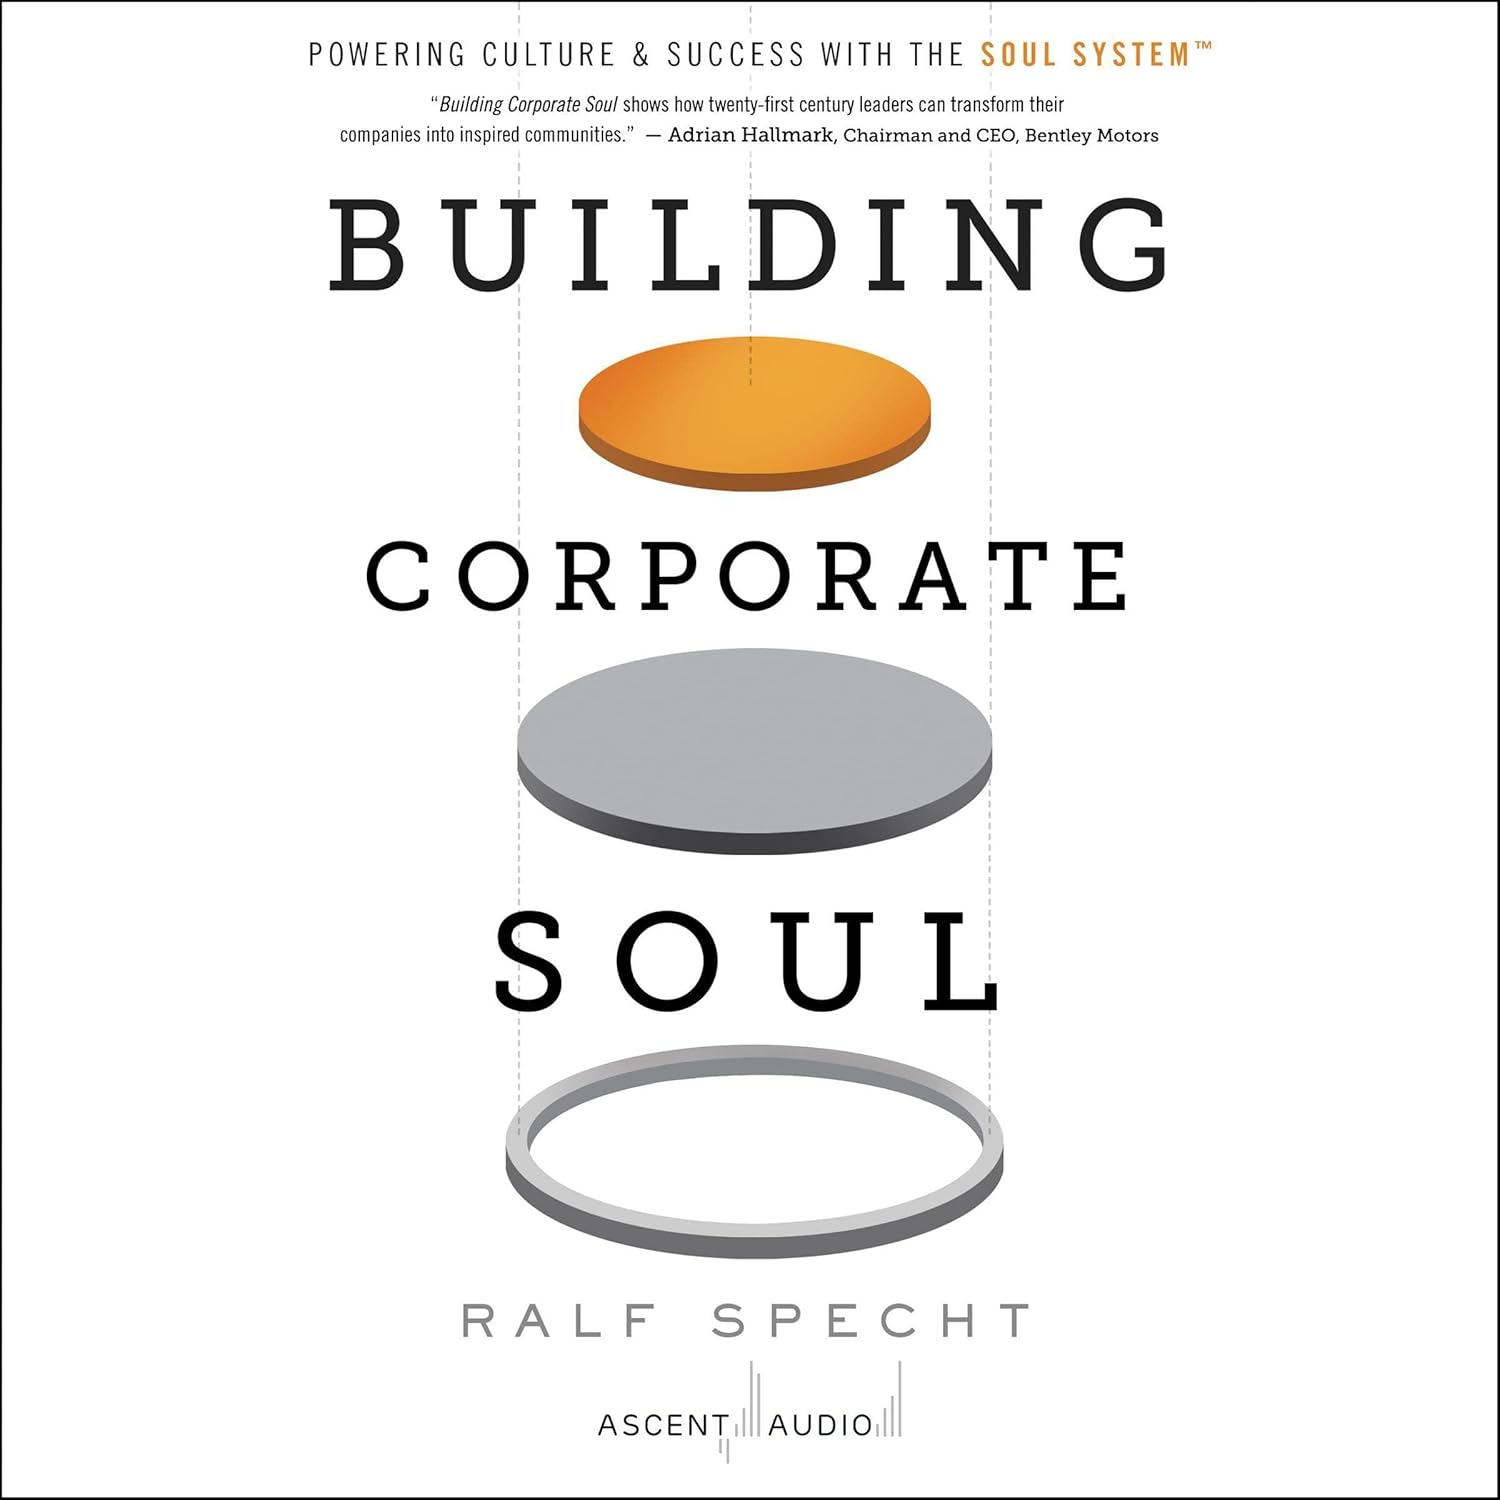 POWERING CULTURE & SUCCESS WITH THE SOUL SYSTEM™
“Building Corporate Soul shows how twenty-first century leaders can transform their
companies into inspired communities.” — Adrian Hallmark, Chairman and CEO, Bentley Motors
BUILDING
CORPORATE
SOUL
RALF SPECHT
ASCENT AUDIO